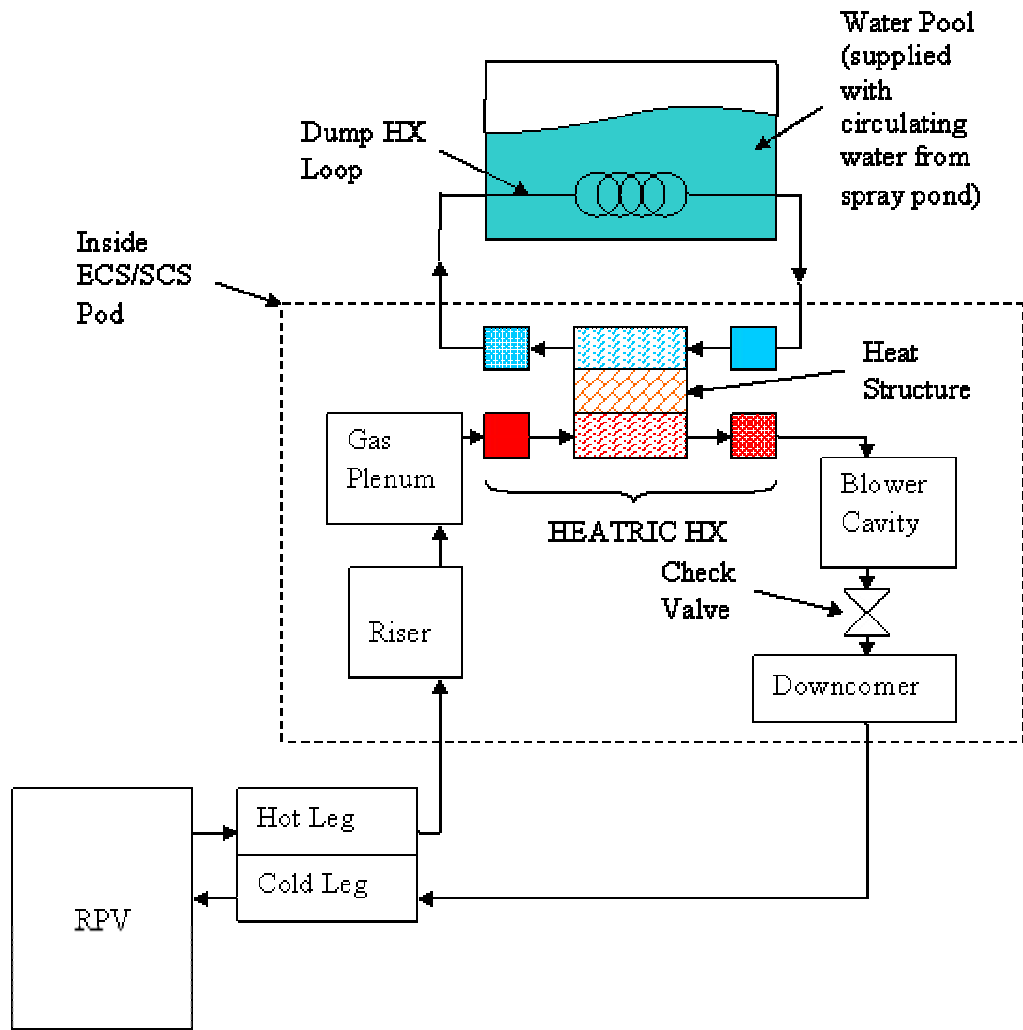 Water Pool
(supplied
with
circulating
water from
spray pond)
Dump HX
Loop
Inside
ECS/SCS
Pod
Heat
Structure
Gas
Plenum
HEATRIC HX
Blower
Cavity
Check
Valve
Riser
Downcomer
Hot Leg
Cold Leg
RPV